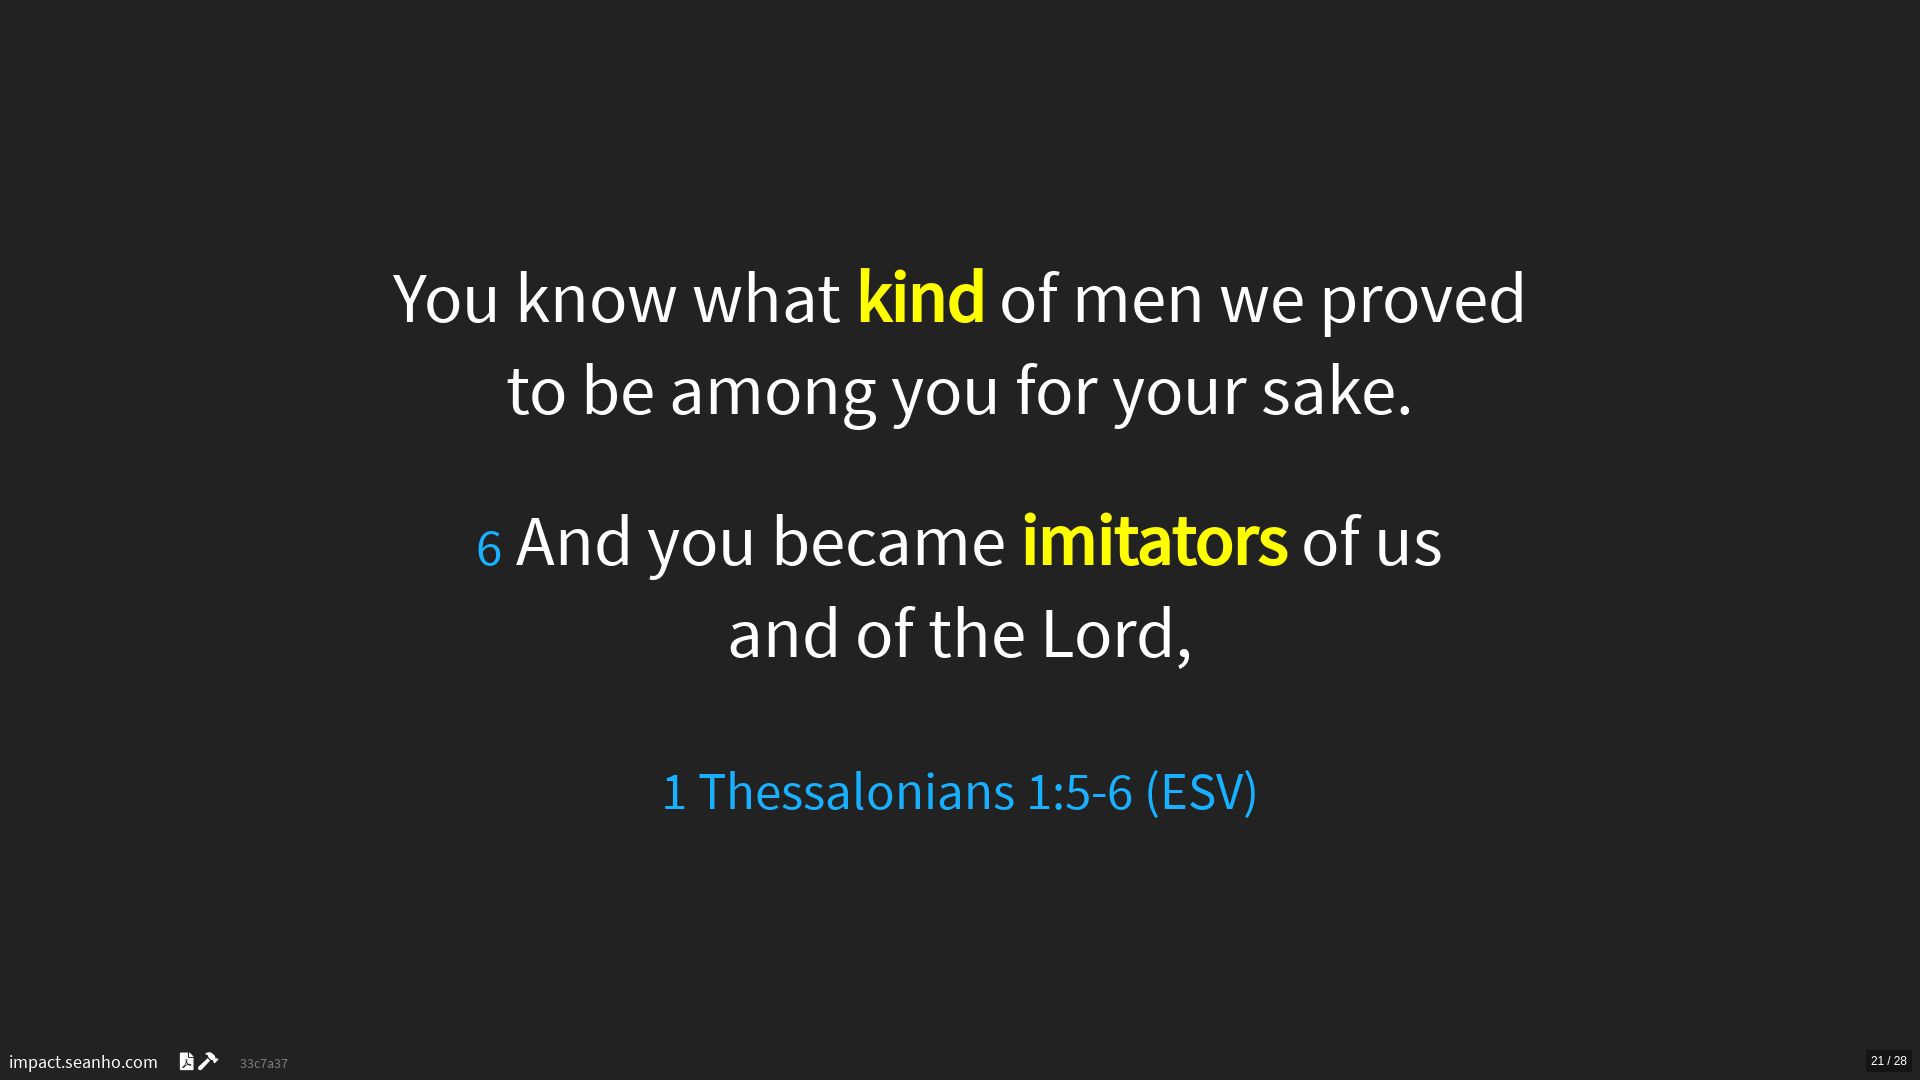 You know what kind of men we proved
to be among you for your sake.
6 And you became imitators of us
and of the Lord,
1 Thessalonians 1:5-6 (ESV)
impact.seanho.com 33c7a37
21 / 28